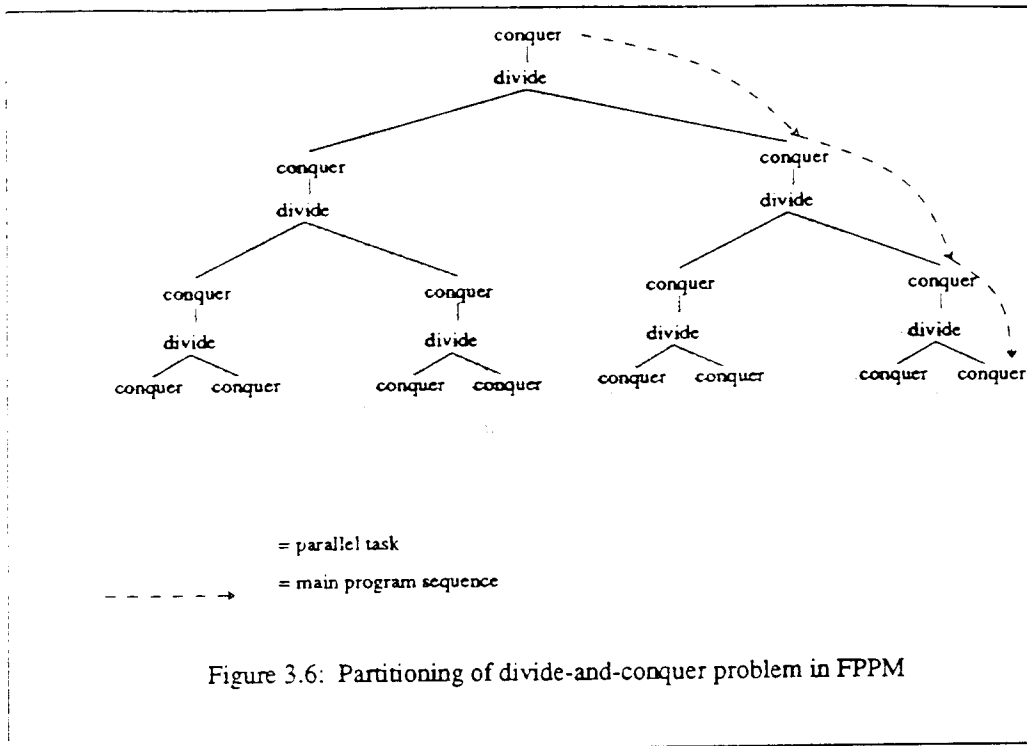 conquer
divide
conquer conquer
divide divide
conquer conquer conquer conquer
divide divide divide divide
conquer conquer conquer conquer conquer conquer conquer conquer
= parallel task
= main program sequence
Figure 3.6: Partitioning of divide-and-conquer problem in FPPM